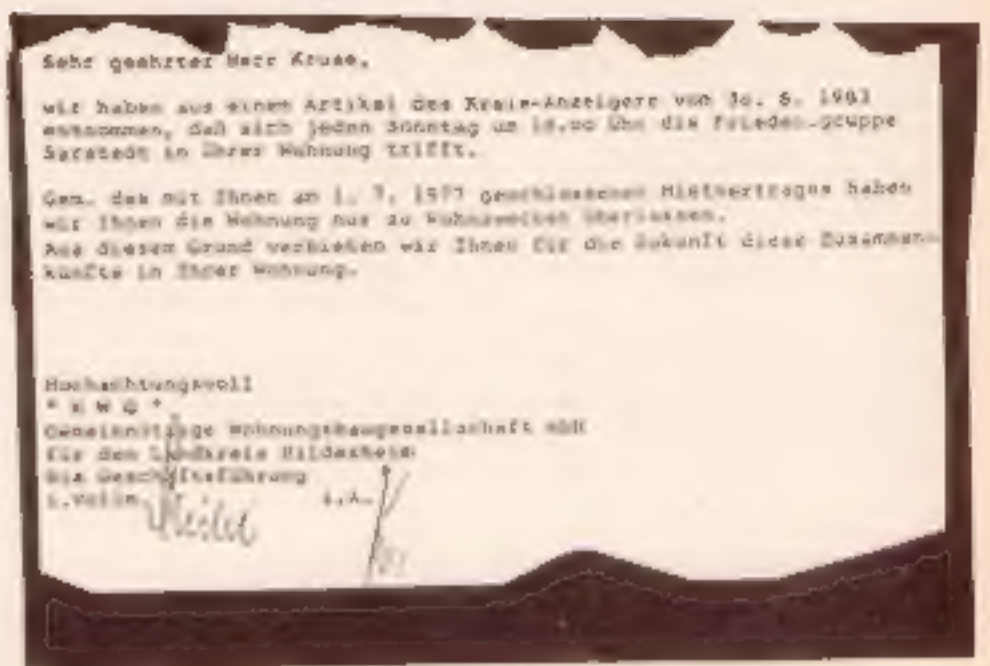 Sehr geehrter Herr Kruse,
wir haben aus einem Artikel des Kreis-Anzeigers vom 30. 6. 1983
entnommen, daß sich jeden Sonntag um Uhr die Friedensgruppe
Sarstedt in Ihrer Wohnung trifft.
Gem. des mit Ihnen am 1. 7. 1977 geschlossenen Mietvertrages haben
wir Ihnen die Wohnung nur zu Wohnzwecken überlassen.
Aus diesem Grund verbieten wir Ihnen für die Zukunft diese Zusammen-
künfte in Ihrer Wohnung.
Hochachtungsvoll
" K W G "
Gemeinnützige Wohnungsbaugesellschaft mbH
für den Landkreis Hildesheim
Die Geschäftsführung
i.A.